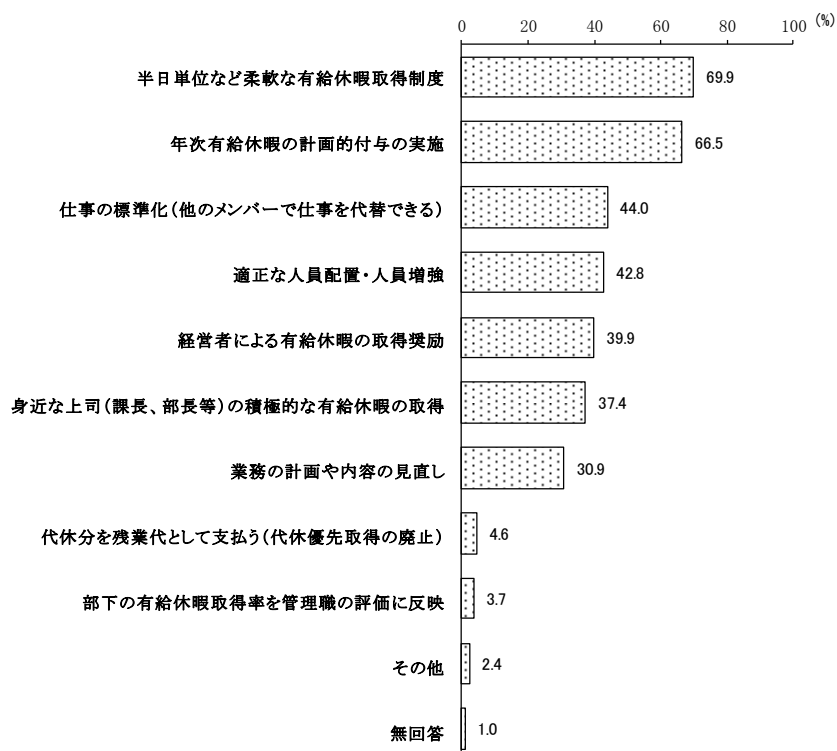 0 20 40 60 80 100 (%)
半日単位など柔軟な有給休暇取得制度 69.9
年次有給休暇の計画的付与の実施 66.5
仕事の標準化(他のメンバーで仕事を代替できる) 44.0
適正な人員配置・人員増強 42.8
経営者による有給休暇の取得奨励 39.9
身近な上司(課長、部長等)の積極的な有給休暇の取得 37.4
業務の計画や内容の見直し 30.9
代休分を残業代として支払う(代休優先取得の廃止) 4.6
部下の有給休暇取得率を管理職の評価に反映 3.7
その他 2.4
無回答 1.0